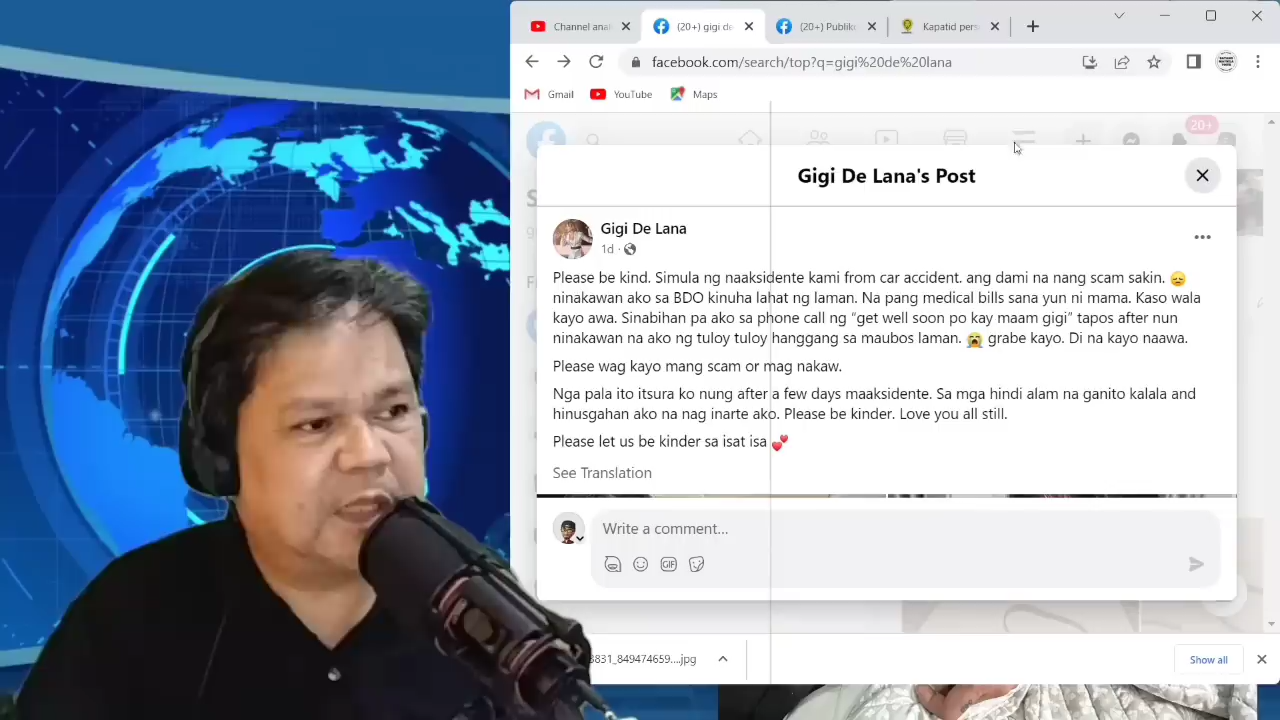 Channel anal
(20+) gigi de
(20+) Publik
Kapatid pers
facebook.com/search/top?q=gigi%20de%20lana
Gmail
YouTube
Maps
20+
Gigi De Lana's Post
Gigi De Lana
1d ·
Please be kind. Simula ng naaksidente kami from car accident. ang dami na nang scam sakin. 😞
ninakawan ako sa BDO kinuha lahat ng laman. Na pang medical bills sana yun ni mama. Kaso wala
kayo awa. Sinabihan pa ako sa phone call ng “get well soon po kay maam gigi” tapos after nun
ninakawan na ako ng tuloy tuloy hanggang sa maubos laman. 😭 grabe kayo. Di na kayo naawa.
Please wag kayo mang scam or mag nakaw.
Nga pala ito itsura ko nung after a few days maaksidente. Sa mga hindi alam na ganito kalala and
hinusgahan ako na nag inarte ako. Please be kinder. Love you all still.
Please let us be kinder sa isat isa 💕
See Translation
Write a comment...
GIF
3831_849474659....jpg
Show all